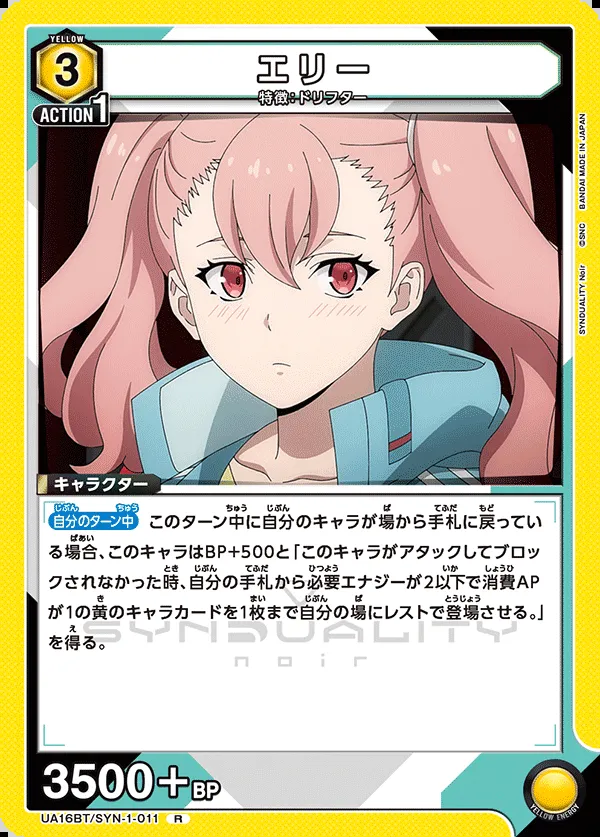 YELLOW
3
ACTION 1
エリー
特徴:ドリフター
SYNDUALITY Noir ©SNC BANDAI MADE IN JAPAN
キャラクター
自分のターン中 このターン中に自分のキャラが場から手札に戻ってい
る場合、このキャラはBP+500と「このキャラがアタックしてブロッ
クされなかった時、自分の手札から必要エナジーが2以下で消費AP
が1の黄のキャラカードを1枚まで自分の場にレストで登場させる。」
を得る。
SYNDUALITY
noir
3500+BP
UA16BT/SYN-1-011 R
YELLOW ENERGY